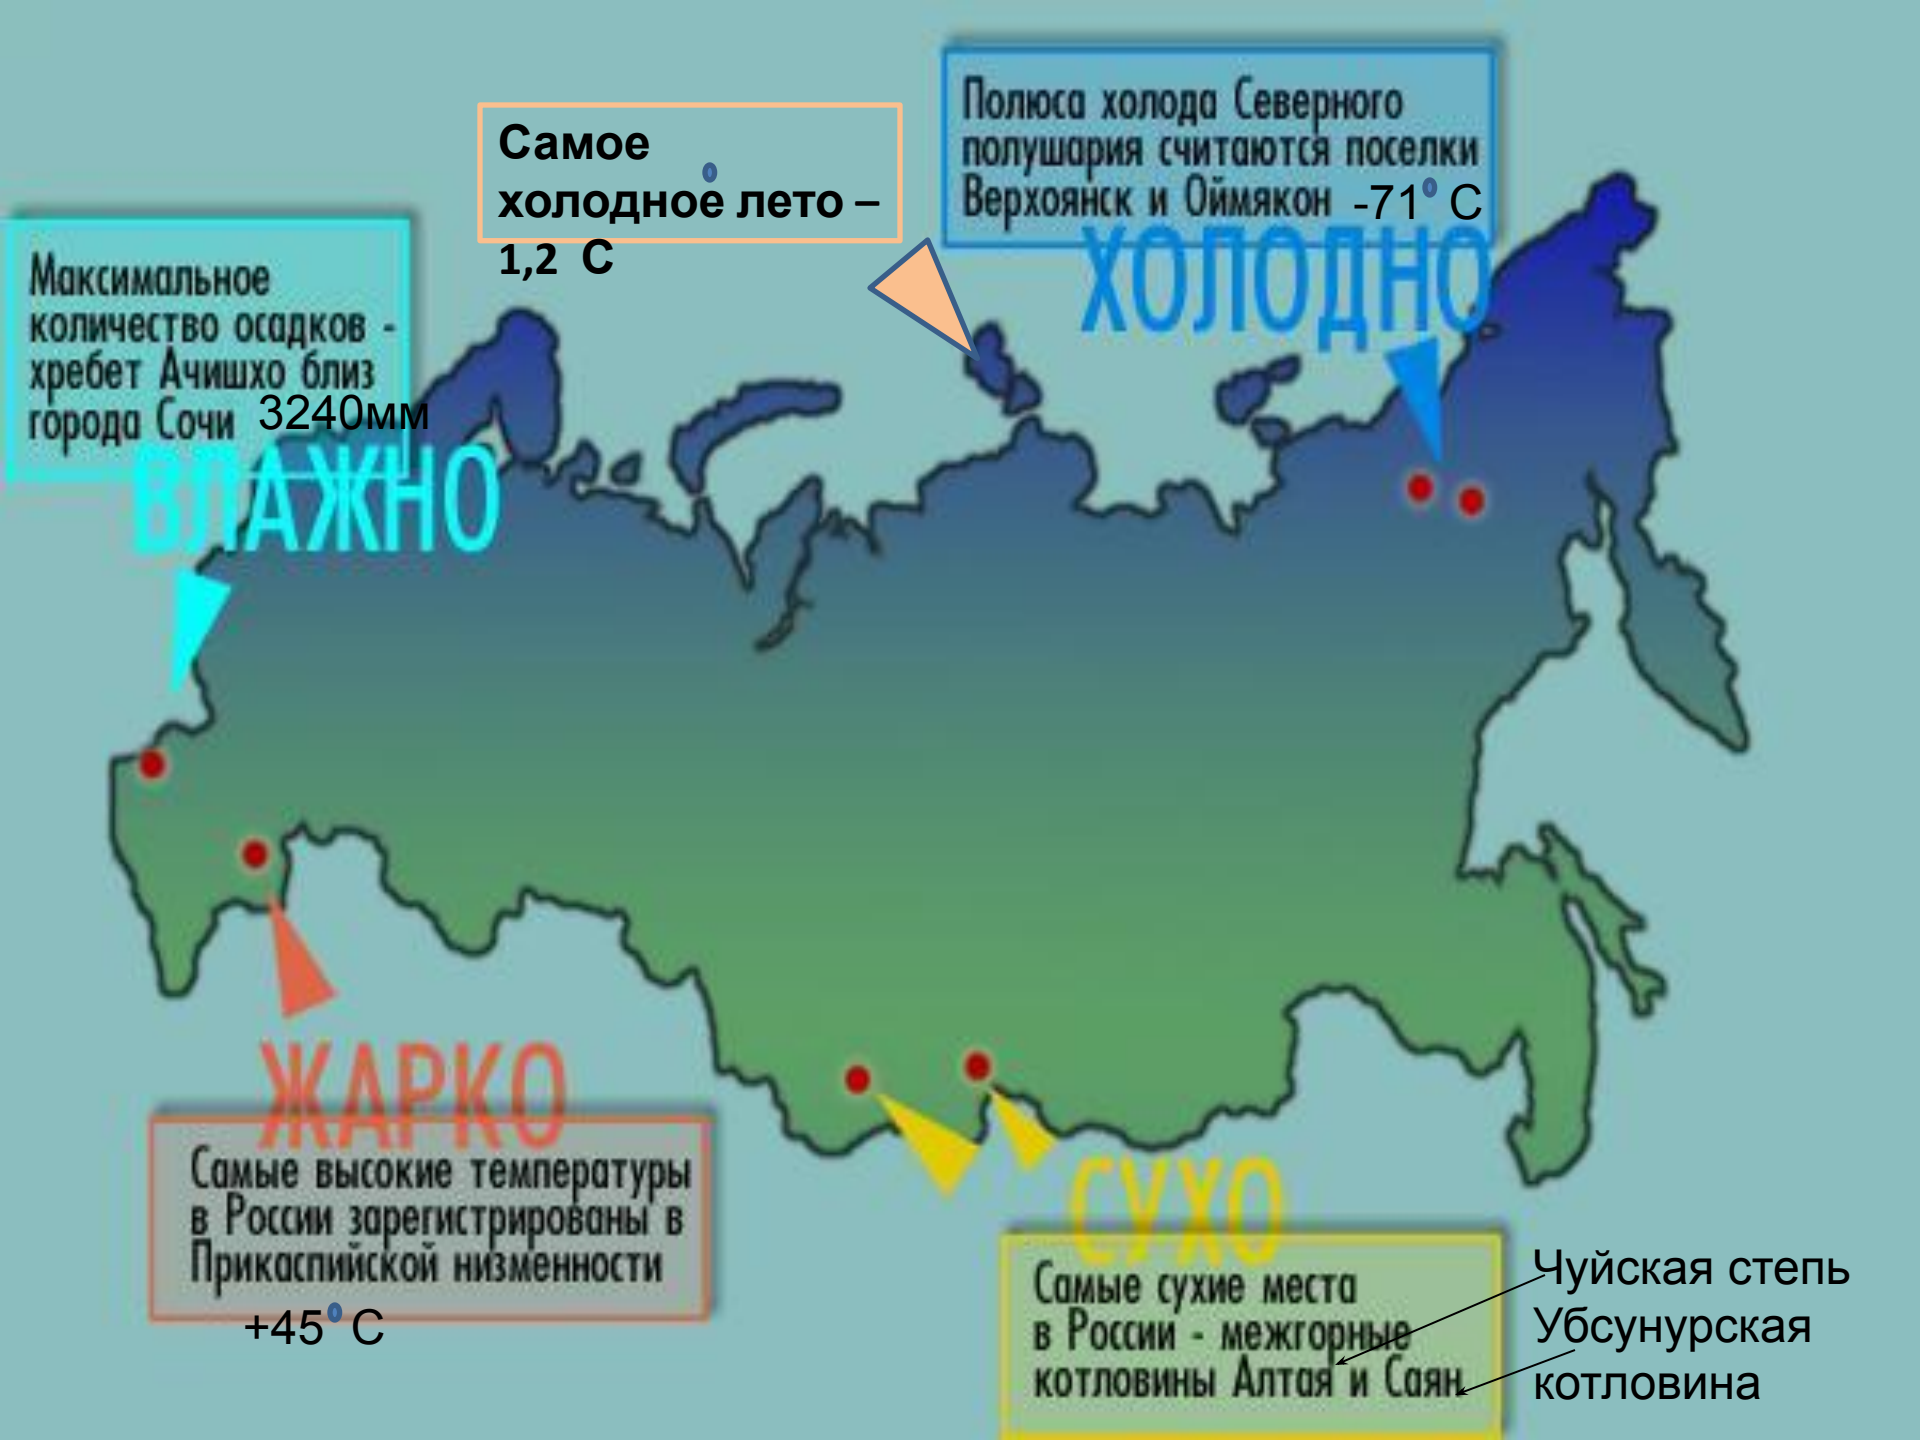 Самое
холодное лето –
1,2 С
Полюса холода Северного
полушария считаются поселки
Верхоянск и Оймякон -71° С
ХОЛОДНО
Максимальное
количество осадков -
хребет Ачишхо близ
города Сочи 3240мм
ВЛАЖНО
ЖАРКО
Самые высокие температуры
в России зарегистрированы в
Прикаспийской низменности
+45° С
СУХО
Самые сухие места
в России - межгорные
котловины Алтая и Саян
Чуйская степь
Убсунурская
котловина